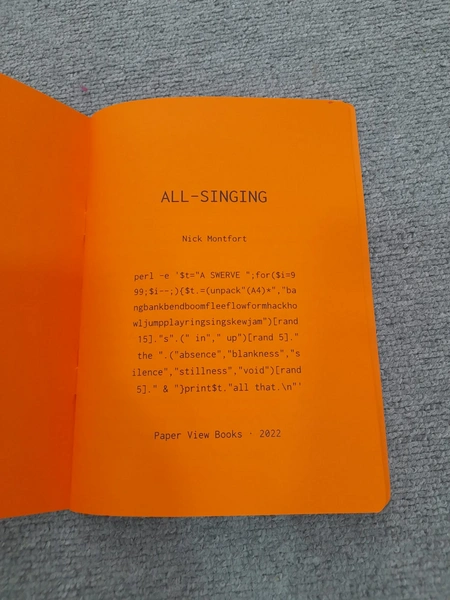 ALL-SINGING
Nick Montfort
perl -e '$t="A SWERVE ";for($i=9
99;$i--;){$t.=(unpack"(A4)*","ba
ngbankbendboomfleeflowformhackho
wljumpplayringsingskewjam")[rand
15]."s".(" in"," up")[rand 5]."
the ".("absence","blankness","s
ilence","stillness","void")[rand
5]." & "}print$t."all that.\n"'
Paper View Books · 2022